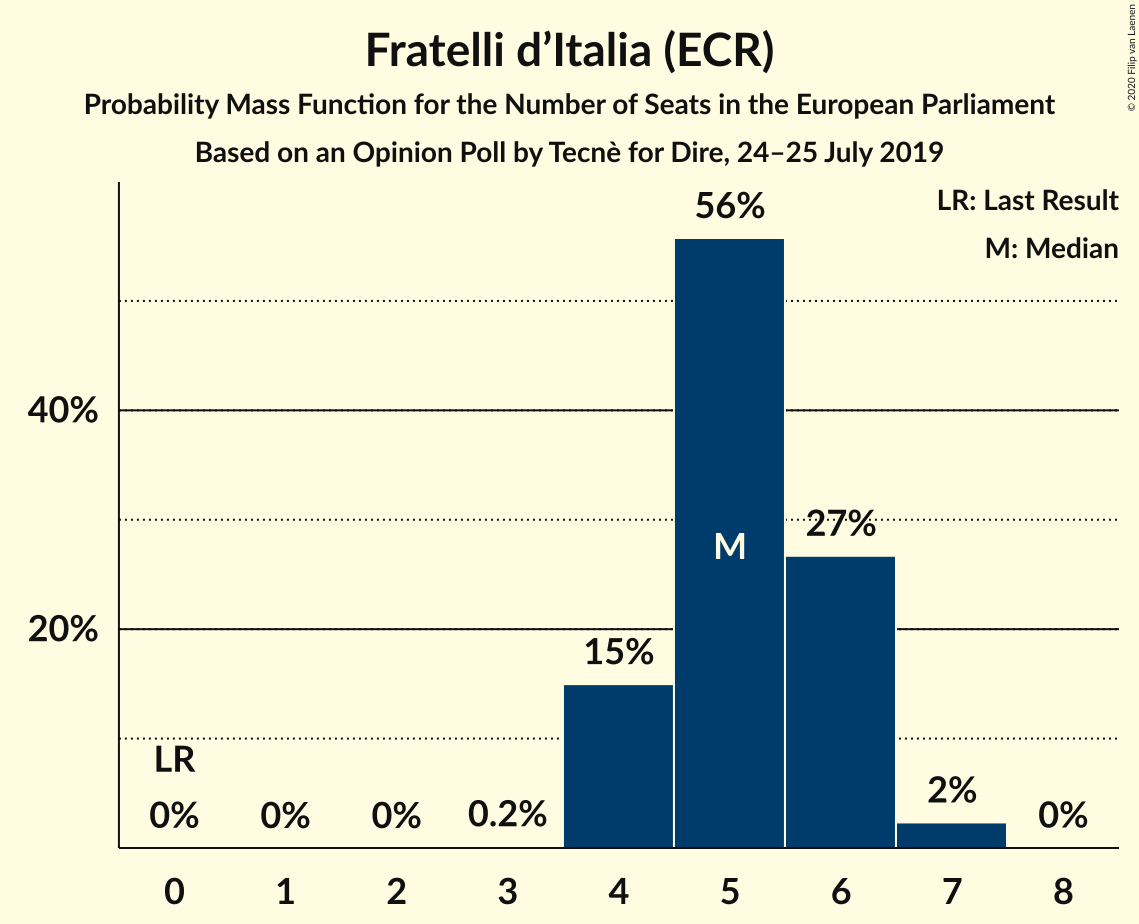 Fratelli d’Italia (ECR)
Probability Mass Function for the Number of Seats in the European Parliament
Based on an Opinion Poll by Tecnè for Dire, 24–25 July 2019
© 2020 Filip van Laenen
LR: Last Result
M: Median
56%
40%
27%
M
20%
15%
LR
2%
0% 0% 0% 0.2% 0%
0 1 2 3 4 5 6 7 8